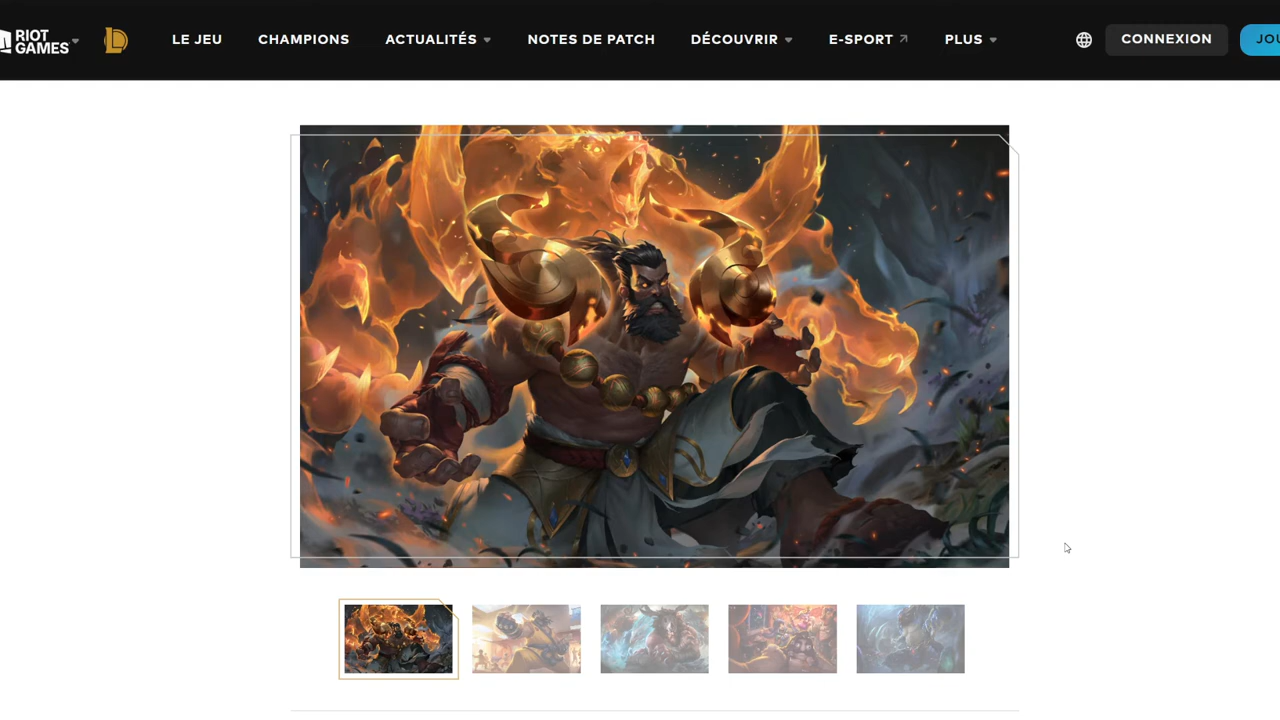 RIOT
GAMES
LE JEU
CHAMPIONS
ACTUALITÉS
NOTES DE PATCH
DÉCOUVRIR
E-SPORT
PLUS
CONNEXION
JOU